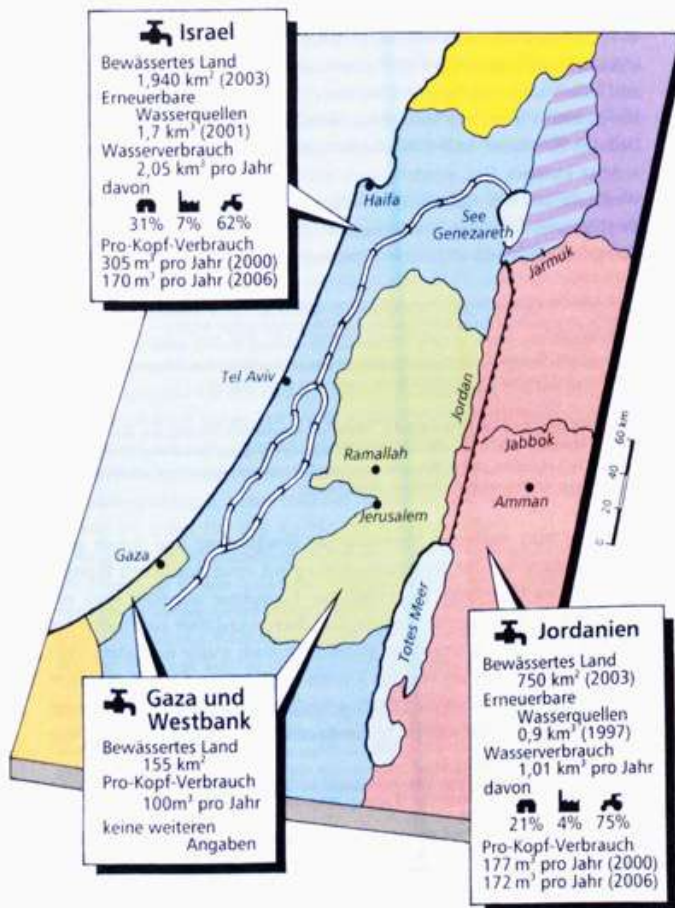 Israel
Bewässertes Land
1,940 km² (2003)
Erneuerbare
Wasserquellen
1,7 km³ (2001)
Wasserverbrauch
2,05 km³ pro Jahr
davon
31% 7% 62%
Pro-Kopf-Verbrauch
305 m³ pro Jahr (2000)
170 m³ pro Jahr (2006)
Haifa
See
Genezareth
Jarmuk
Tel Aviv
Jordan
Jabbok
Ramallah
Amman
Jerusalem
Gaza
Totes Meer
0 20 40 60 km
Gaza und
Westbank
Bewässertes Land
155 km²
Pro-Kopf-Verbrauch
100m³ pro Jahr
keine weiteren
Angaben
Jordanien
Bewässertes Land
750 km² (2003)
Erneuerbare
Wasserquellen
0,9 km³ (1997)
Wasserverbrauch
1,01 km³ pro Jahr
davon
21% 4% 75%
Pro-Kopf-Verbrauch
177 m³ pro Jahr (2000)
172 m³ pro Jahr (2006)